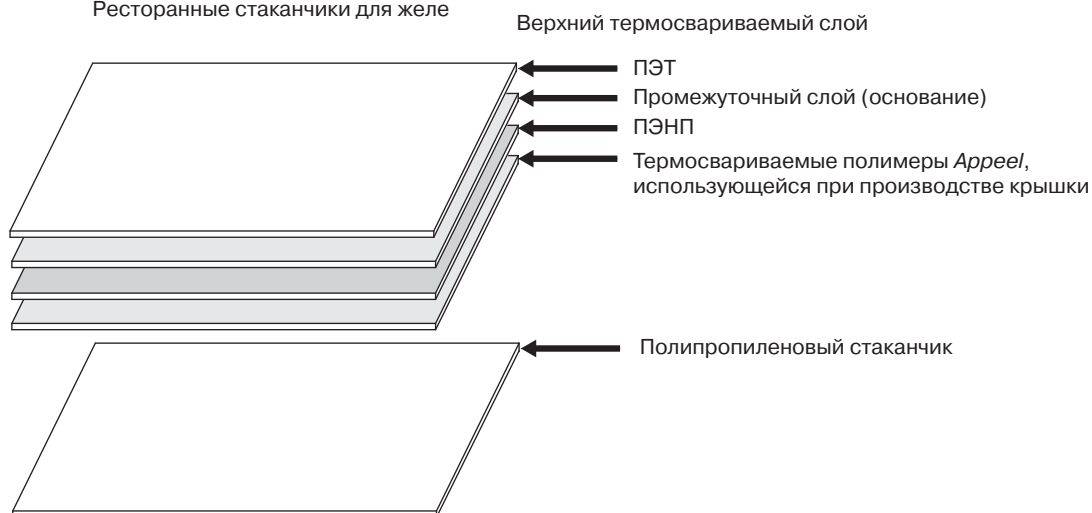 Ресторанные стаканчики для желе
Верхний термосвариваемый слой
ПЭТ
Промежуточный слой (основание)
ПЭНП
Термосвариваемые полимеры Appeel,
использующейся при производстве крышки
Полипропиленовый стаканчик